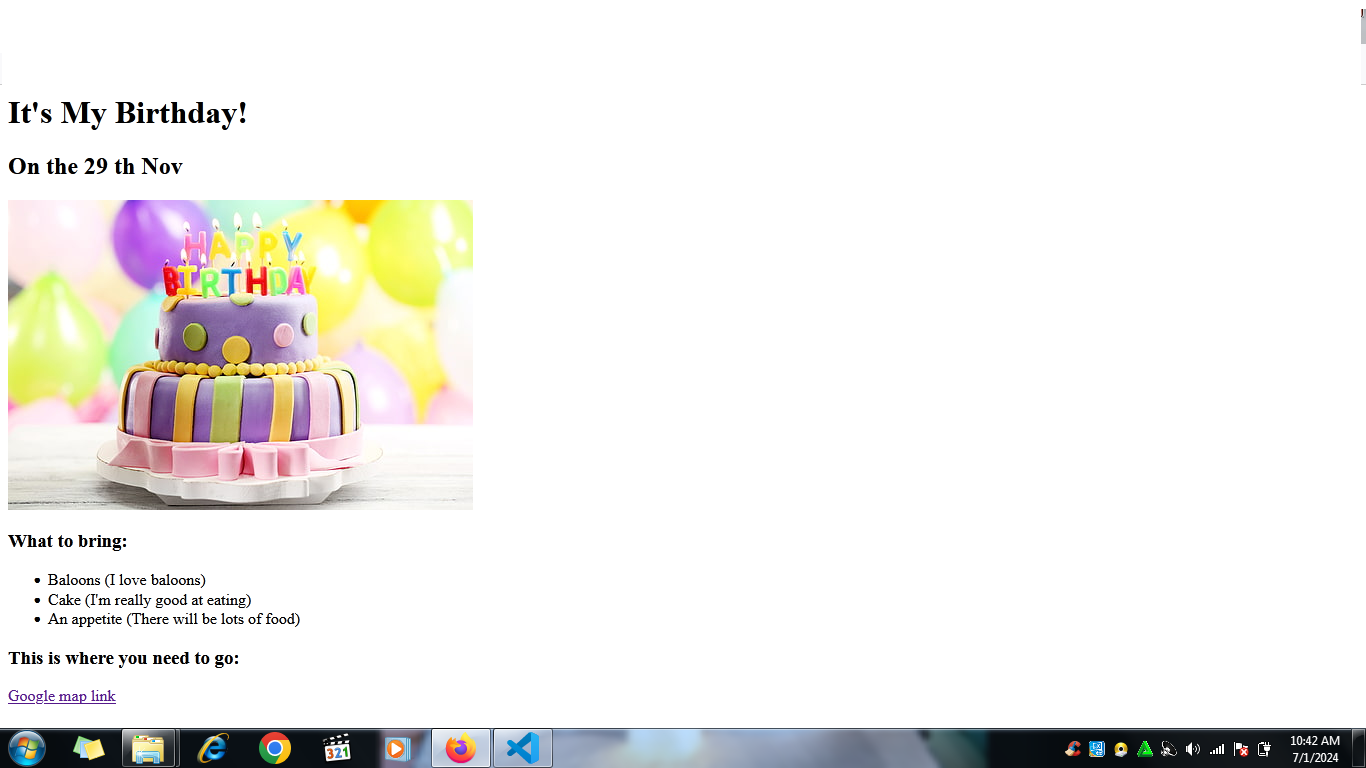 It's My Birthday!
On the 29 th Nov
HAPPY
BIRTHDAY
What to bring:
Baloons (I love baloons)
Cake (I'm really good at eating)
An appetite (There will be lots of food)
This is where you need to go:
Google map link
321
10:42 AM
7/1/2024